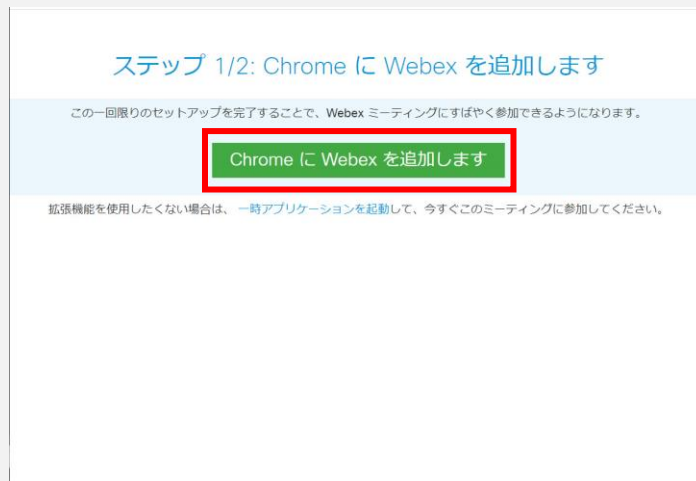 ステップ 1/2: Chrome に Webex を追加します
この一回限りのセットアップを完了することで、Webex ミーティングにすばやく参加できるようになります。
Chrome に Webex を追加します
拡張機能を使用したくない場合は、 一時アプリケーションを起動して、今すぐこのミーティングに参加してください。